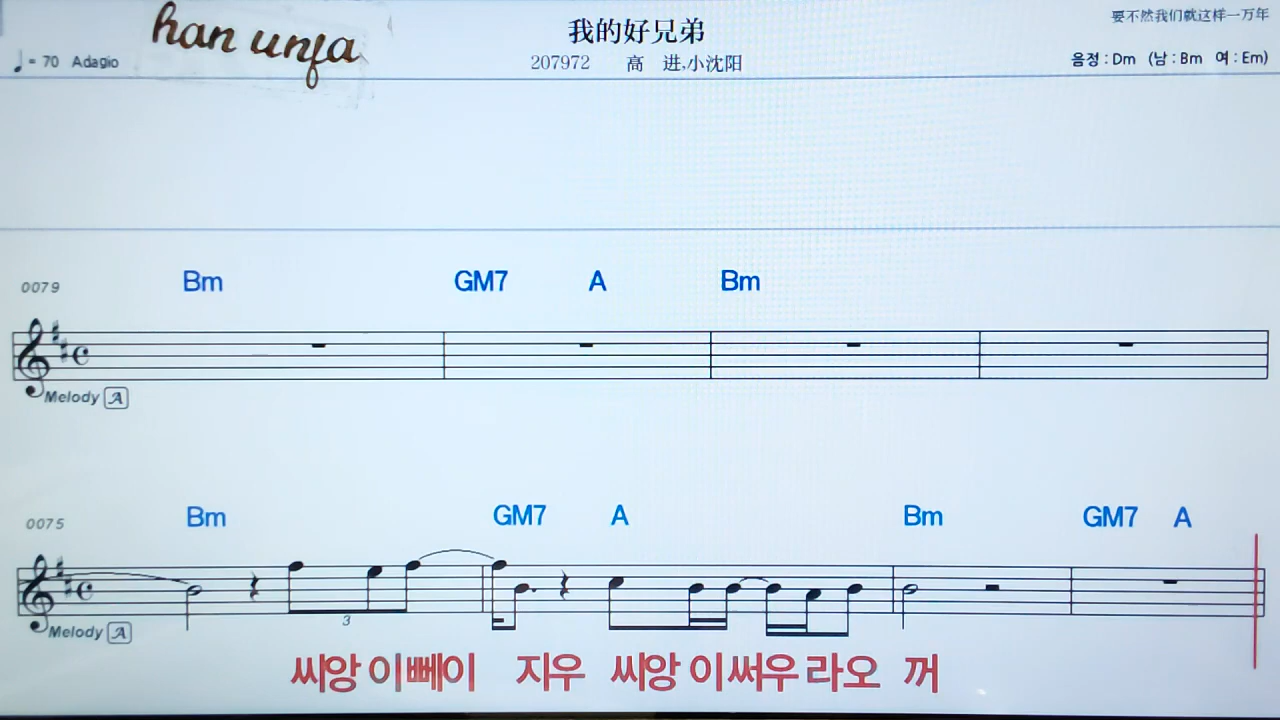 han unfa
我的好兄弟
要不然我们就这样一万年
♩= 70 Adagio
207972 高 进,小沈阳
음정 : Dm (남 : Bm 여 : Em)
0079 Bm GM7 A Bm
Melody A
0075 Bm GM7 A Bm GM7 A
3
Melody A
씨앙 이뻬이 지우 씨앙 이써우 라오 꺼